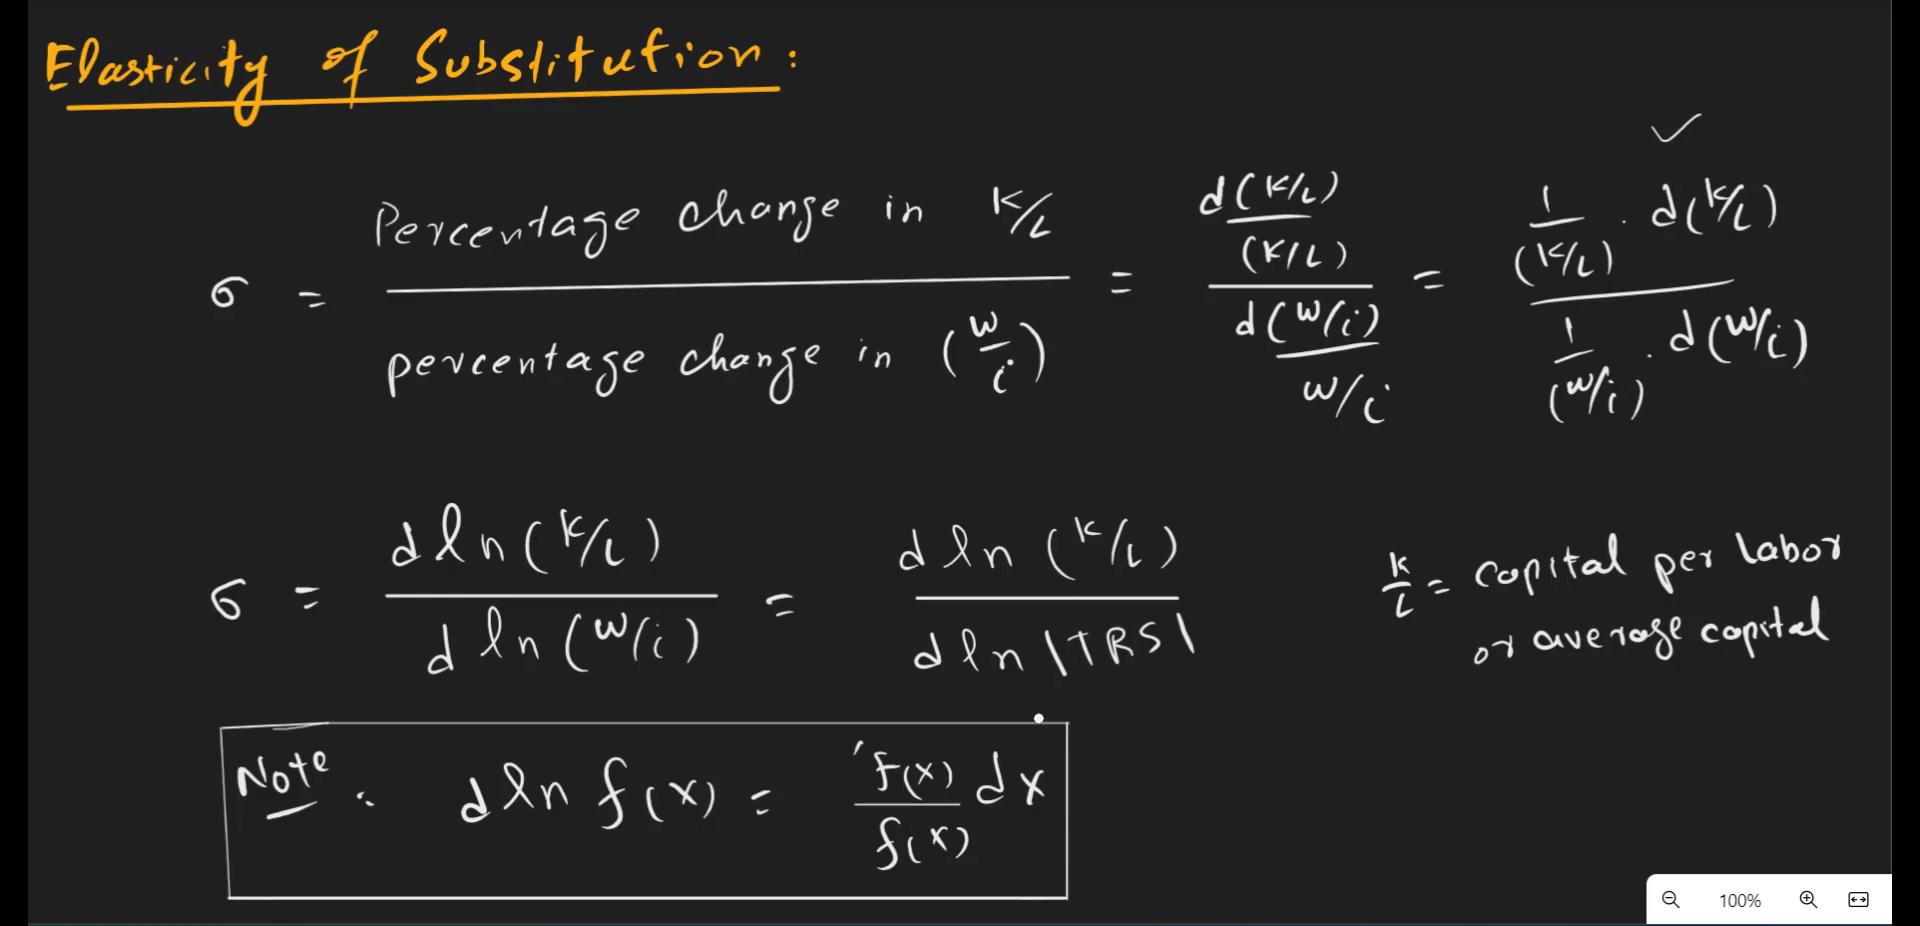 Elasticity of Substitution :
σ = Percentage change in K/L / percentage change in (w/i) = d(K/L)/(K/L) / d(w/i)/w/i = 1/(K/L) . d(K/L) / 1/(w/i) . d(w/i)
σ = d ln(K/L) / d ln(w/i) = d ln(K/L) / d ln |TRS|
K/L = capital per labor
or average capital
Note : d ln f(x) = 'f(x)/f(x) dx
100%